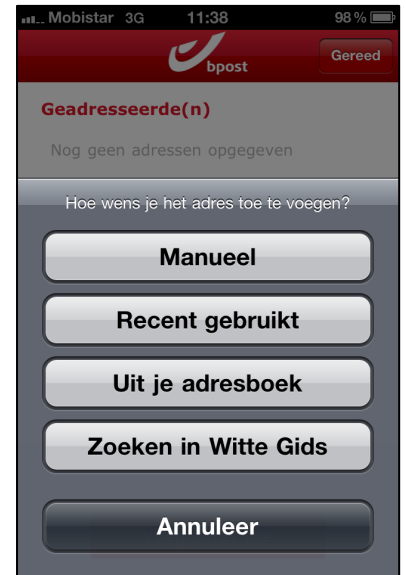 Mobistar 3G 11:38 98 %
bpost Gereed
Geadresseerde(n)
Nog geen adressen opgegeven
Hoe wens je het adres toe te voegen?
Manueel
Recent gebruikt
Uit je adresboek
Zoeken in Witte Gids
Annuleer